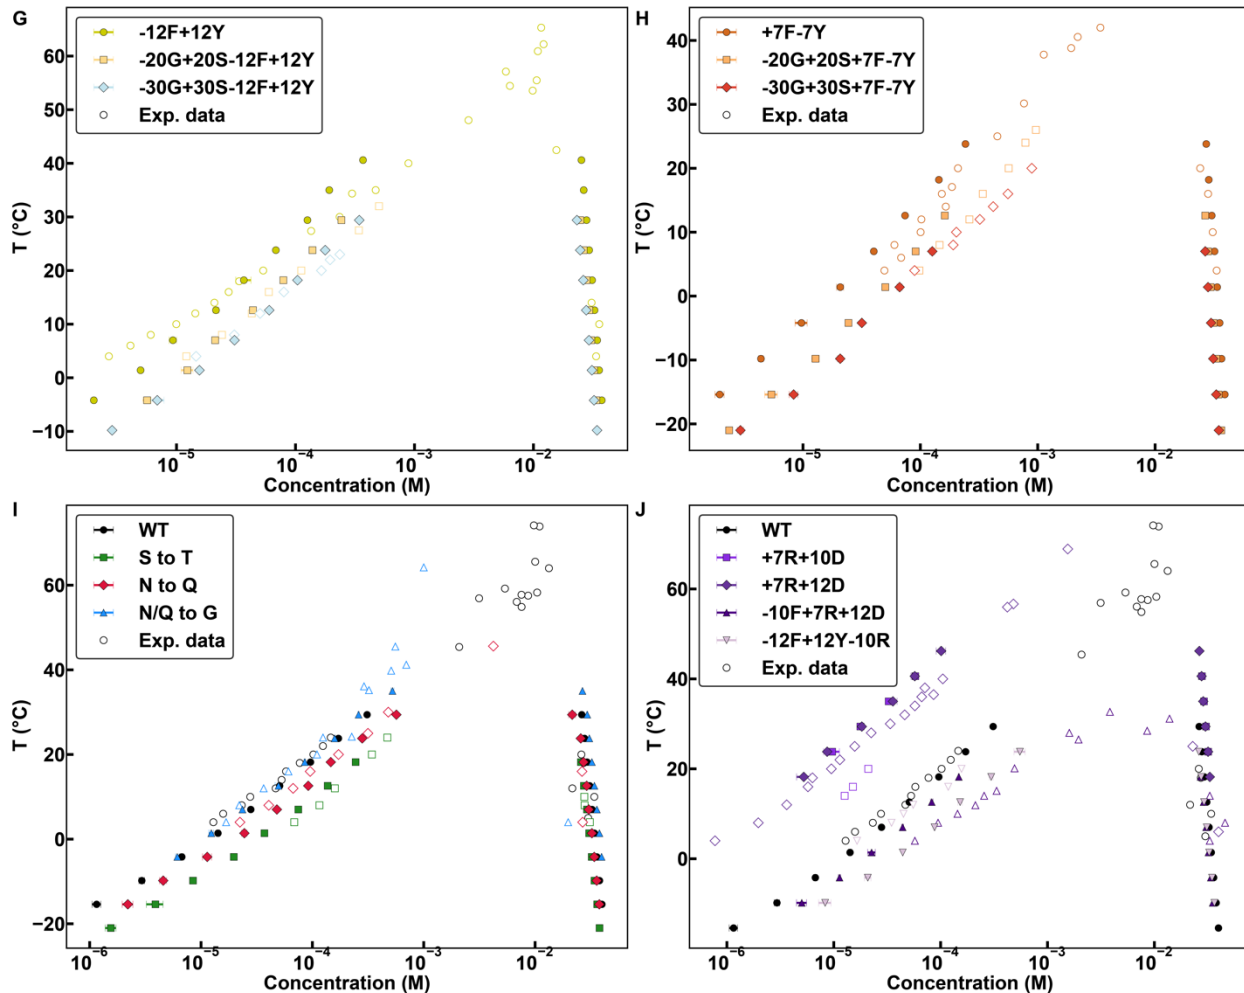 G
-12F+12Y
-20G+20S-12F+12Y
-30G+30S-12F+12Y
Exp. data
60
50
40
30
20
10
0
−10
T (°C)
10⁻⁵
10⁻⁴
10⁻³
10⁻²
Concentration (M)
H
+7F-7Y
-20G+20S+7F-7Y
-30G+30S+7F-7Y
Exp. data
40
30
20
10
0
−10
−20
T (°C)
10⁻⁵
10⁻⁴
10⁻³
10⁻²
Concentration (M)
I
WT
S to T
N to Q
N/Q to G
Exp. data
60
40
20
0
−20
T (°C)
10⁻⁶
10⁻⁵
10⁻⁴
10⁻³
10⁻²
Concentration (M)
J
WT
+7R+10D
+7R+12D
-10F+7R+12D
-12F+12Y-10R
Exp. data
60
40
20
0
T (°C)
10⁻⁶
10⁻⁵
10⁻⁴
10⁻³
10⁻²
Concentration (M)